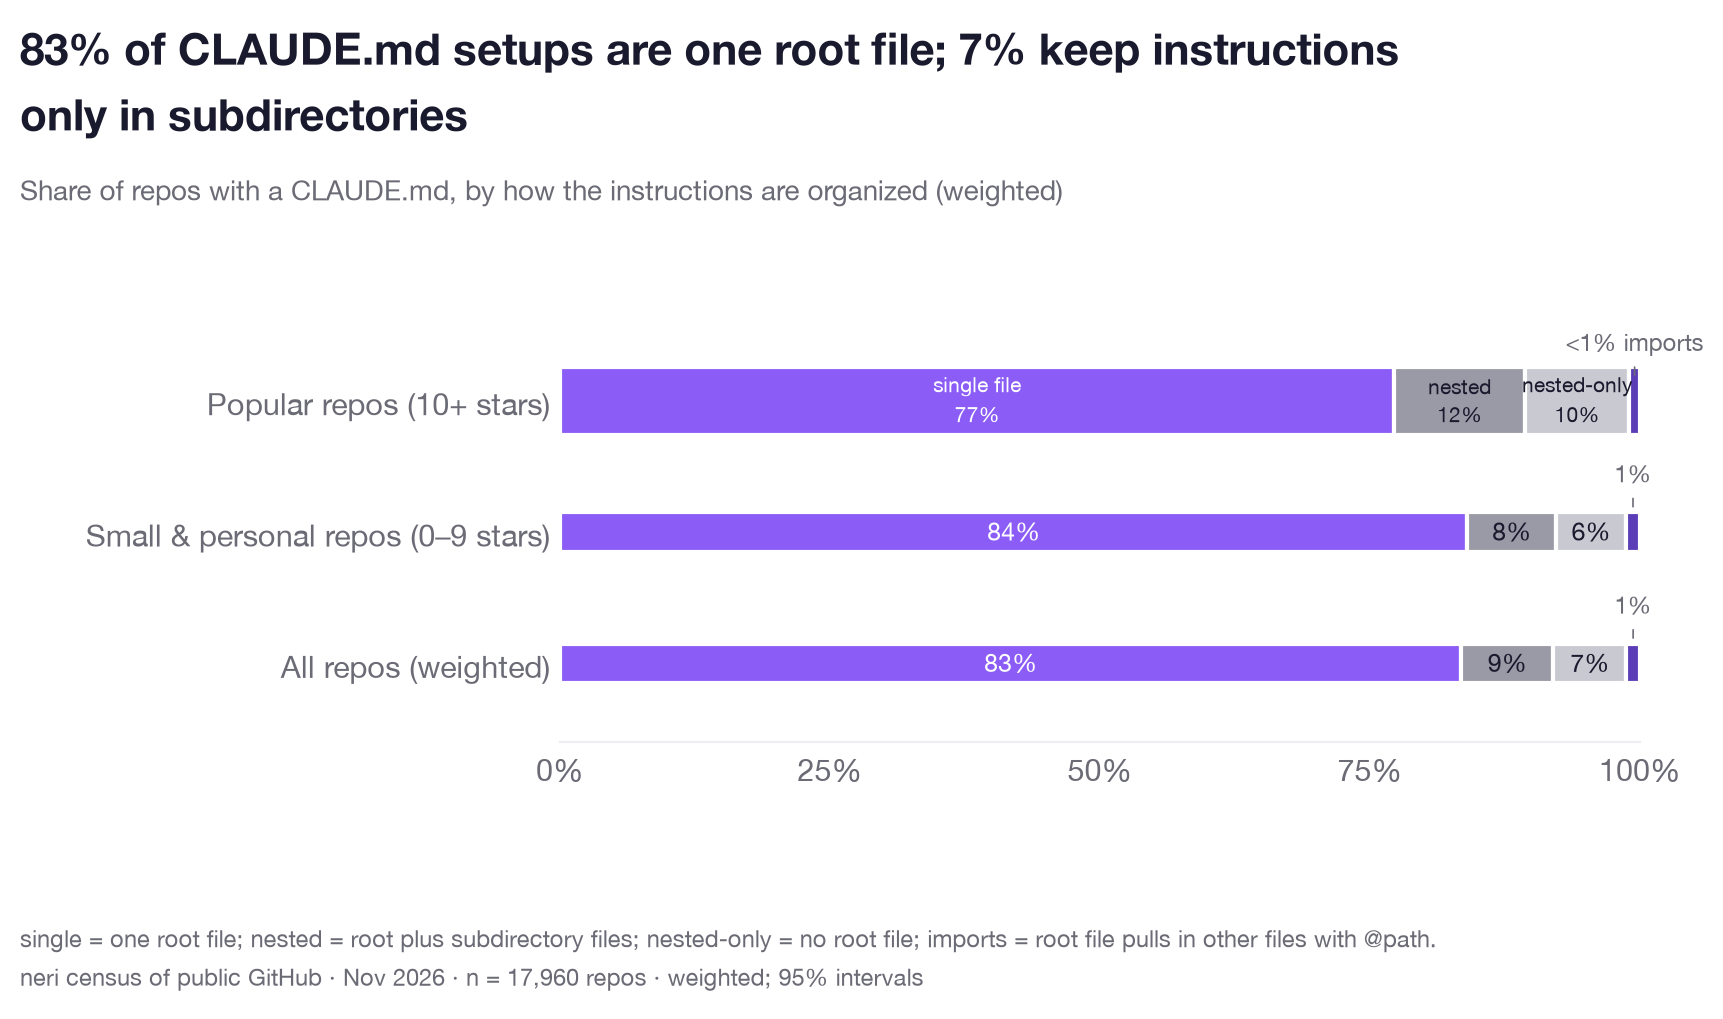 83% of CLAUDE.md setups are one root file; 7% keep instructions
only in subdirectories
Share of repos with a CLAUDE.md, by how the instructions are organized (weighted)
<1% imports
Popular repos (10+ stars)
single file
77%
nested
12%
nested-only
10%
1%
Small & personal repos (0–9 stars)
84%
8%
6%
1%
All repos (weighted)
83%
9%
7%
0%
25%
50%
75%
100%
single = one root file; nested = root plus subdirectory files; nested-only = no root file; imports = root file pulls in other files with @path.
neri census of public GitHub · Nov 2026 · n = 17,960 repos · weighted; 95% intervals